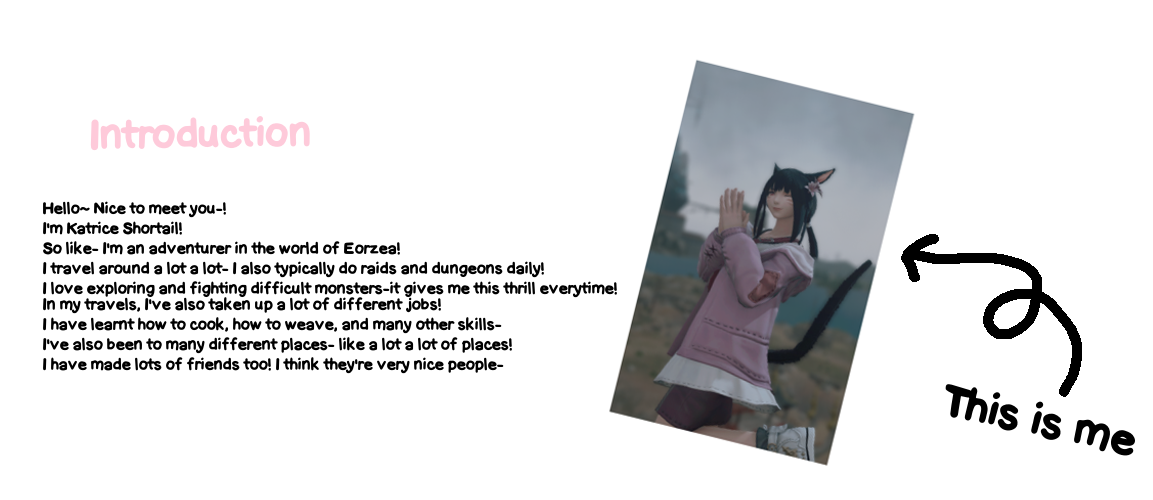 Introduction
Hello~ Nice to meet you-!
I'm Katrice Shortail!
So like- I'm an adventurer in the world of Eorzea!
I travel around a lot a lot- I also typically do raids and dungeons daily!
I love exploring and fighting difficult monsters-it gives me this thrill everytime!
In my travels, I've also taken up a lot of different jobs!
I have learnt how to cook, how to weave, and many other skills-
I've also been to many different places- like a lot a lot of places!
I have made lots of friends too! I think they're very nice people-
This is me